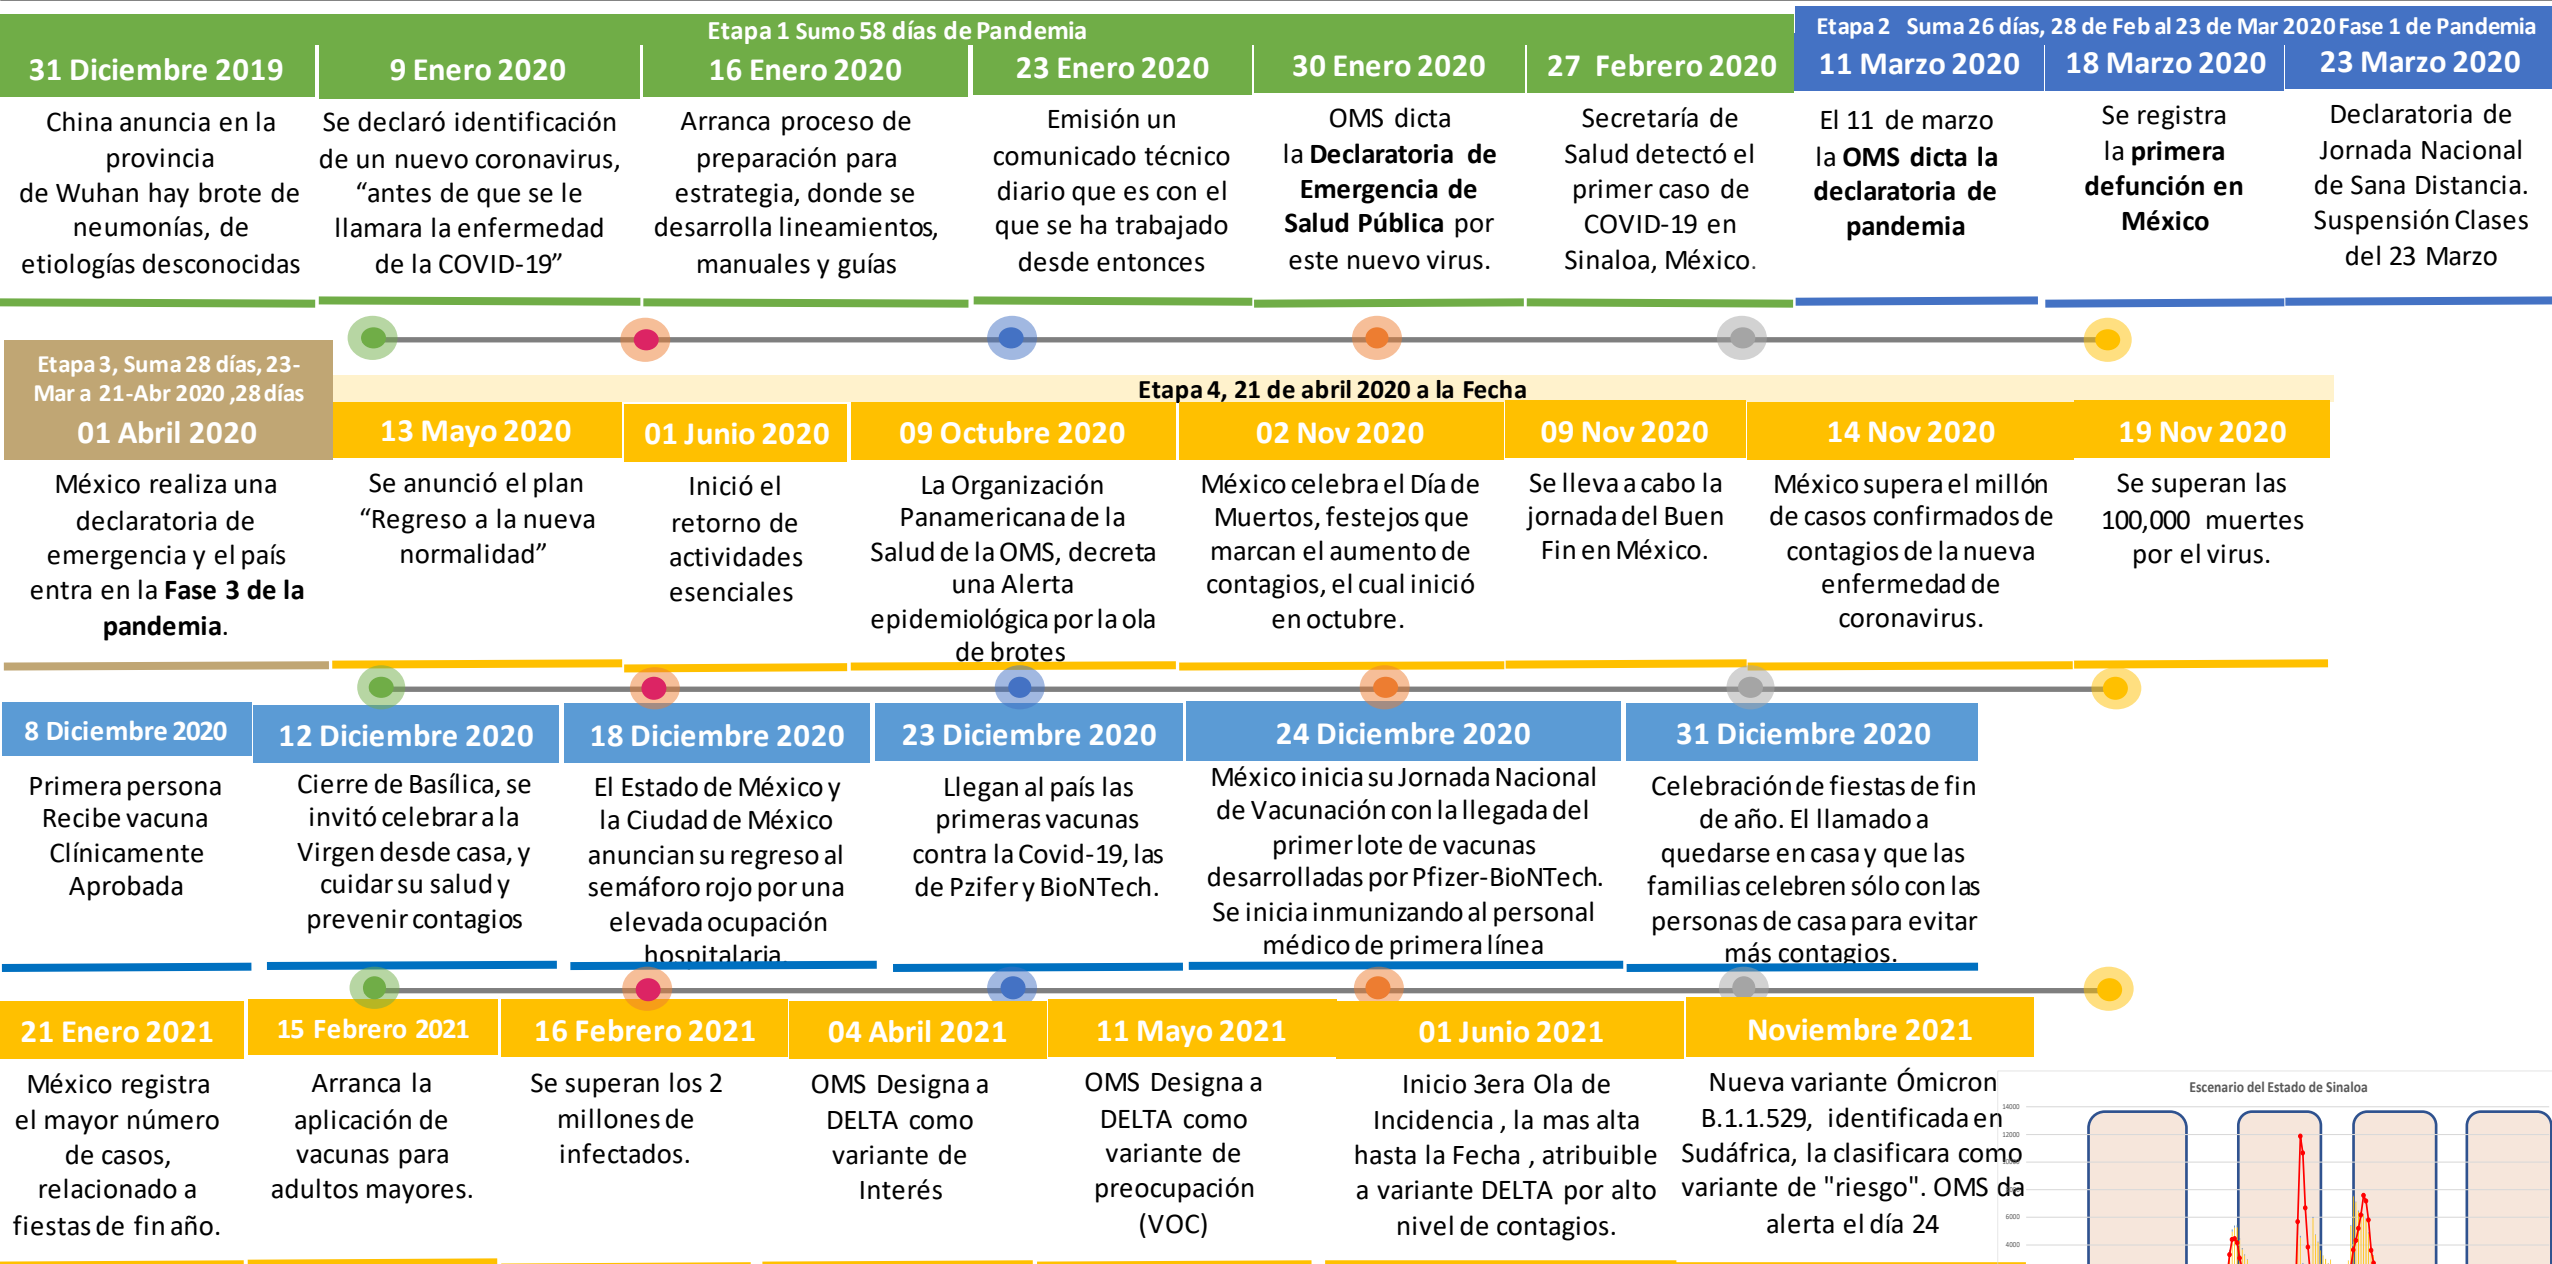 Etapa 1 Sumo 58 días de Pandemia
Etapa 2 Suma 26 días, 28 de Feb al 23 de Mar 2020 Fase 1 de Pandemia
31 Diciembre 2019
China anuncia en la
provincia
de Wuhan hay brote de
neumonías, de
etiologías desconocidas
9 Enero 2020
Se declaró identificación
de un nuevo coronavirus,
“antes de que se le
llamara la enfermedad
de la COVID-19”
16 Enero 2020
Arranca proceso de
preparación para
estrategia, donde se
desarrolla lineamientos,
manuales y guías
23 Enero 2020
Emisión un
comunicado técnico
diario que es con el
que se ha trabajado
desde entonces
30 Enero 2020
OMS dicta
la Declaratoria de
Emergencia de
Salud Pública por
este nuevo virus.
27 Febrero 2020
Secretaría de
Salud detectó el
primer caso de
COVID-19 en
Sinaloa, México.
11 Marzo 2020
El 11 de marzo
la OMS dicta la
declaratoria de
pandemia
18 Marzo 2020
Se registra
la primera
defunción en
México
23 Marzo 2020
Declaratoria de
Jornada Nacional
de Sana Distancia.
Suspensión Clases
del 23 Marzo
Etapa 3, Suma 28 días, 23-
Mar a 21-Abr 2020 ,28 días
01 Abril 2020
México realiza una
declaratoria de
emergencia y el país
entra en la Fase 3 de la
pandemia.
Etapa 4, 21 de abril 2020 a la Fecha
13 Mayo 2020
Se anunció el plan
“Regreso a la nueva
normalidad”
01 Junio 2020
Inició el
retorno de
actividades
esenciales
09 Octubre 2020
La Organización
Panamericana de la
Salud de la OMS, decreta
una Alerta
epidemiológica por la ola
de brotes
02 Nov 2020
México celebra el Día de
Muertos, festejos que
marcan el aumento de
contagios, el cual inició
en octubre.
09 Nov 2020
Se lleva a cabo la
jornada del Buen
Fin en México.
14 Nov 2020
México supera el millón
de casos confirmados de
contagios de la nueva
enfermedad de
coronavirus.
19 Nov 2020
Se superan las
100,000 muertes
por el virus.
8 Diciembre 2020
Primera persona
Recibe vacuna
Clínicamente
Aprobada
12 Diciembre 2020
Cierre de Basílica, se
invitó celebrar a la
Virgen desde casa, y
cuidar su salud y
prevenir contagios
18 Diciembre 2020
El Estado de México y
la Ciudad de México
anuncian su regreso al
semáforo rojo por una
elevada ocupación
hospitalaria.
23 Diciembre 2020
Llegan al país las
primeras vacunas
contra la Covid-19, las
de Pzifer y BioNTech.
24 Diciembre 2020
México inicia su Jornada Nacional
de Vacunación con la llegada del
primer lote de vacunas
desarrolladas por Pfizer-BioNTech.
Se inicia inmunizando al personal
médico de primera línea
31 Diciembre 2020
Celebración de fiestas de fin
de año. El llamado a
quedarse en casa y que las
familias celebren sólo con las
personas de casa para evitar
más contagios.
21 Enero 2021
México registra
el mayor número
de casos,
relacionado a
fiestas de fin año.
15 Febrero 2021
Arranca la
aplicación de
vacunas para
adultos mayores.
16 Febrero 2021
Se superan los 2
millones de
infectados.
04 Abril 2021
OMS Designa a
DELTA como
variante de
Interés
11 Mayo 2021
OMS Designa a
DELTA como
variante de
preocupación
(VOC)
01 Junio 2021
Inicio 3era Ola de
Incidencia , la mas alta
hasta la Fecha , atribuible
a variante DELTA por alto
nivel de contagios.
Noviembre 2021
Nueva variante Ómicron
B.1.1.529, identificada en
Sudáfrica, la clasificara como
variante de "riesgo". OMS da
alerta el día 24
Escenario del Estado de Sinaloa
14000
12000
6000
4000